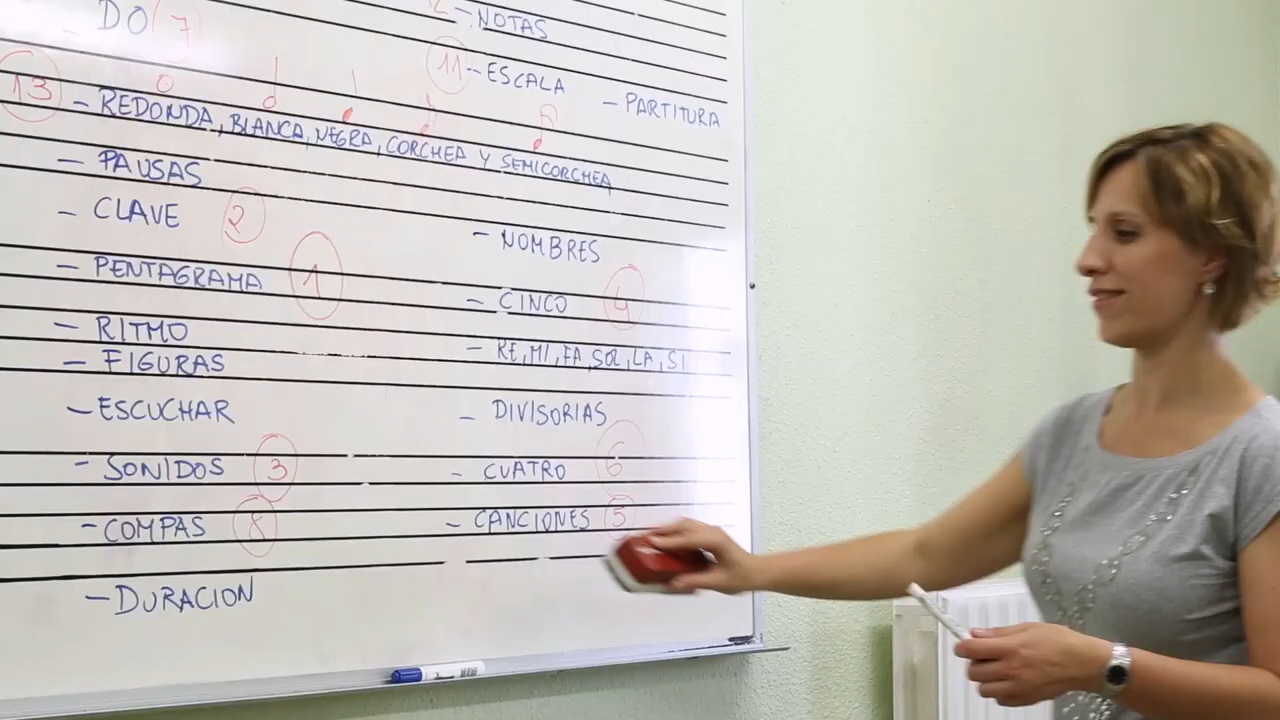 DO 7
13 - REDONDA, BLANCA, NEGRA, CORCHEA Y SEMICORCHEA
- PAUSAS
- CLAVE 2
- PENTAGRAMA 1
- RITMO
- FIGURAS
- ESCUCHAR
- SONIDOS 3
- COMPAS 8
- DURACION
12 - NOTAS
11 - ESCALA
- PARTITURA
- NOMBRES
- CINCO 4
- RE, MI, FA, SOL, LA, SI
- DIVISORIAS
- CUATRO 6
- CANCIONES 5